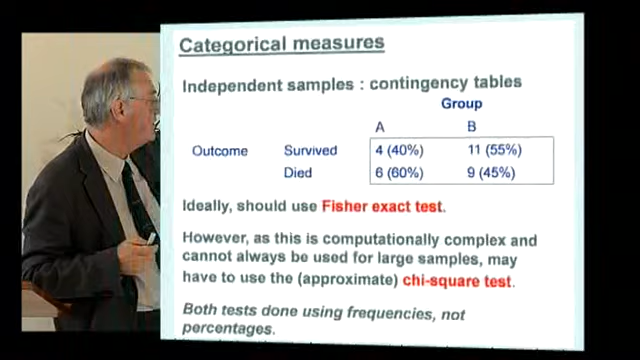 Categorical measures
Independent samples : contingency tables
Group
A B
Outcome Survived 4 (40%) 11 (55%)
Died 6 (60%) 9 (45%)
Ideally, should use Fisher exact test.
However, as this is computationally complex and
cannot always be used for large samples, may
have to use the (approximate) chi-square test.
Both tests done using frequencies, not
percentages.